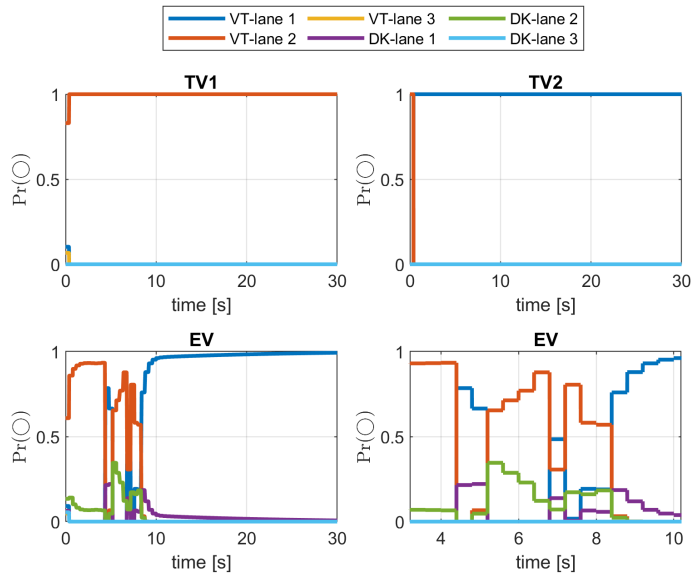 VT-lane 1 VT-lane 3 DK-lane 2
VT-lane 2 DK-lane 1 DK-lane 3
TV1
1
0.5
0
Pr(○)
0 10 20 30
time [s]
TV2
1
0.5
0
Pr(○)
0 10 20 30
time [s]
EV
1
0.5
0
Pr(○)
0 10 20 30
time [s]
EV
1
0.5
0
Pr(○)
4 6 8 10
time [s]